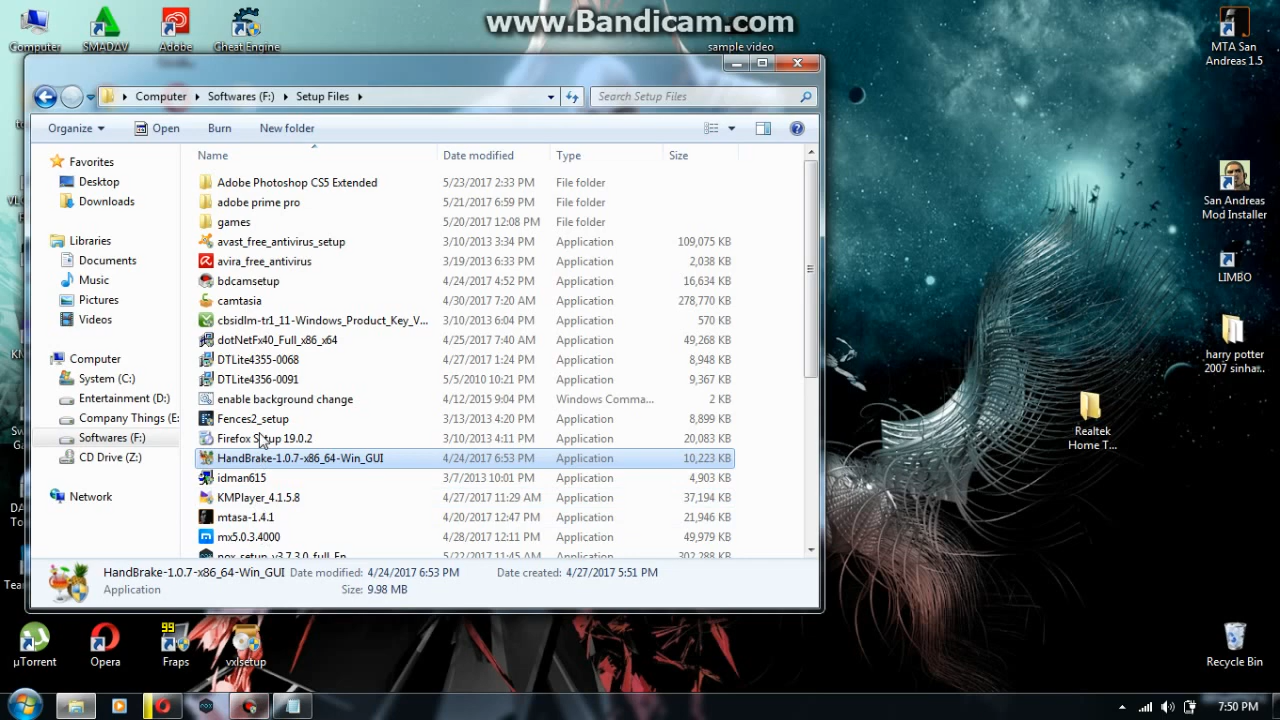 www.Bandicam.com
Computer
SMADΔV
Adobe
Cheat Engine
sample video
MTA San
Andreas 1.5
Computer
Softwares (F:)
Setup Files
Search Setup Files
Organize
Open
Burn
New folder
Name
Date modified
Type
Size
Favorites
Desktop
Downloads
Libraries
Documents
Music
Pictures
Videos
Computer
System (C:)
Entertainment (D:)
Company Things (E:
Softwares (F:)
CD Drive (Z:)
Network
Adobe Photoshop CS5 Extended 5/23/2017 2:33 PM File folder
adobe prime pro 5/21/2017 6:59 PM File folder
games 5/20/2017 12:08 PM File folder
avast_free_antivirus_setup 3/10/2013 3:34 PM Application 109,075 KB
avira_free_antivirus 3/19/2013 6:33 PM Application 2,038 KB
bdcamsetup 4/24/2017 4:52 PM Application 16,634 KB
camtasia 4/30/2017 7:20 AM Application 278,770 KB
cbsidlm-tr1_11-Windows_Product_Key_V... 3/10/2013 6:04 PM Application 570 KB
dotNetFx40_Full_x86_x64 4/25/2017 7:40 AM Application 49,268 KB
DTLite4355-0068 4/27/2017 1:24 PM Application 8,948 KB
DTLite4356-0091 5/5/2010 10:21 PM Application 9,367 KB
enable background change 4/12/2015 9:04 PM Windows Comma... 2 KB
Fences2_setup 3/13/2013 4:20 PM Application 8,899 KB
Firefox Setup 19.0.2 3/10/2013 4:11 PM Application 20,083 KB
HandBrake-1.0.7-x86_64-Win_GUI 4/24/2017 6:53 PM Application 10,223 KB
idman615 3/7/2013 10:01 PM Application 4,903 KB
KMPlayer_4.1.5.8 4/27/2017 11:29 AM Application 37,194 KB
mtasa-1.4.1 4/20/2017 12:47 PM Application 21,946 KB
mx5.0.3.4000 4/28/2017 12:11 PM Application 49,979 KB
nox_setup_v3.7.3.0_full_En 5/22/2017 11:45 AM Application 302,288 KB
HandBrake-1.0.7-x86_64-Win_GUI Date modified: 4/24/2017 6:53 PM Date created: 4/27/2017 5:51 PM
Application Size: 9.98 MB
San Andreas
Mod Installer
LIMBO
harry potter
2007 sinha...
Realtek
Home T...
µTorrent
Opera
99
Fraps
vxlsetup
Recycle Bin
7:50 PM